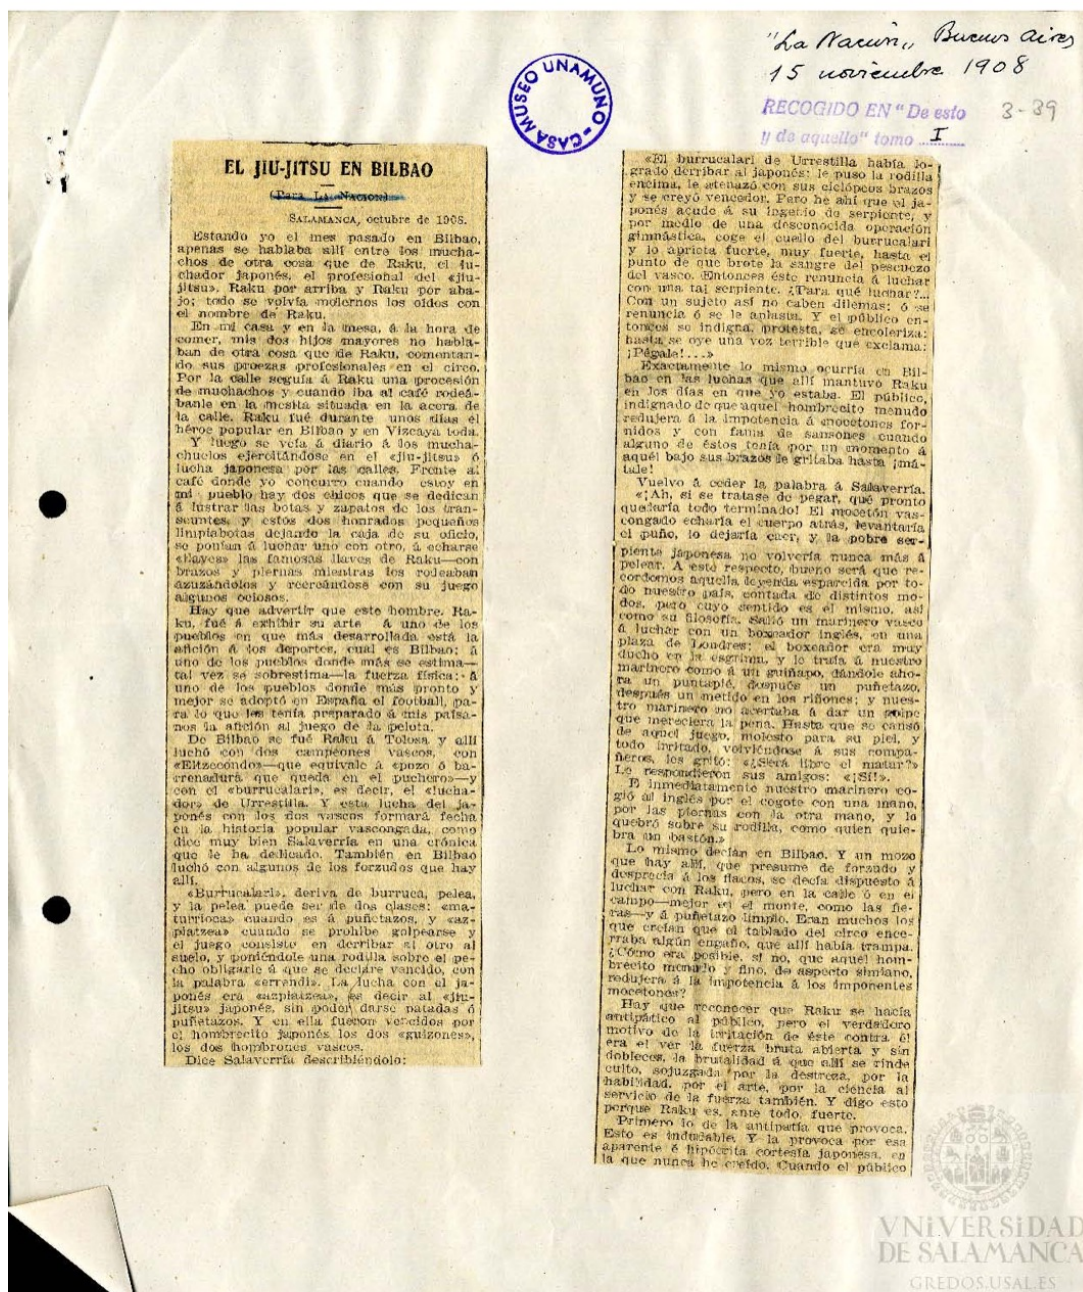 "La Nación„ Buenos Aires
15 noviembre 1908
RECOGIDO EN "De esto
y de aquello" tomo I
3-39
CASA MUSEO UNAMUNO
EL JIU-JITSU EN BILBAO
(Para LA NACION)
SALAMANCA, octubre de 1908.
Estando yo el mes pasado en Bilbao,
apenas se hablaba allí entre los mucha-
chos de otra cosa que de Raku, el lu-
chador japonés, el profesional del «jiu-
jitsu». Raku por arriba y Raku por aba-
jo; todo se volvía molernos los oídos con
el nombre de Raku.
En mi casa y en la mesa, á la hora de
comer, mis dos hijos mayores no habla-
ban de otra cosa que de Raku, comentan-
do sus proezas profesionales en el circo.
Por la calle seguía á Raku una procesión
de muchachos y cuando iba al café rodeá-
banle en la mesita situada en la acera de
la calle. Raku fué durante unos días el
héroe popular en Bilbao y en Vizcaya toda.
Y luego se veía á diario á los mucha-
chuelos ejercitándose en el «jiu-jitsu» ó
lucha japonesa por las calles. Frente al
café donde yo concurro cuando estoy en
mi pueblo hay dos chicos que se dedican
á lustrar las botas y zapatos de los tran-
seuntes, y estos dos honrados pequeños
limpiabotas dejando la caja de su oficio,
se ponían á luchar uno con otro, á echarse
«llaves» las famosas llaves de Raku—con
brazos y piernas mientras los rodeaban
azuzándolos y recreándose con su juego
algunos ociosos.
Hay que advertir que este hombre, Ra-
ku, fué á exhibir su arte á uno de los
pueblos en que más desarrollada está la
afición á los deportes, cual es Bilbao; á
uno de los pueblos donde más se estima—
tal vez se sobrestima—la fuerza física; á
uno de los pueblos donde más pronto y
mejor se adoptó en España el football, pa-
ra lo que les tenía preparado á mis paisa-
nos la afición al juego de la pelota.
De Bilbao se fué Raku á Tolosa y allí
luchó con dos campeones vascos, con
«Eltzecondo»—que equivale á «pozo ó ba-
rrenadura que queda en el puchero»—y
con el «burrucalari», es decir, el «lucha-
dor» de Urrestilla. Y esta lucha del ja-
ponés con los dos vascos formará fecha
en la historia popular vascongada, como
dice muy bien Salaverría en una crónica
que le ha dedicado. También en Bilbao
luchó con algunos de los forzudos que hay
allí.
«Burrucalari», deriva de burruca, pelea,
y la pelea puede ser de dos clases: «ma-
turrioca» cuando es á puñetazos, y «az-
platzea» cuando se prohibe golpearse y
el juego consiste en derribar al otro al
suelo, y poniéndole una rodilla sobre el pe-
cho obligarle á que se declare vencido, con
la palabra «errendi». La lucha con el ja-
ponés era «azplatzea», es decir al «jiu-
jitsu» japonés, sin poder darse patadas ó
puñetazos. Y en ella fueron vencidos por
el hombrecito japonés los dos «guizones»,
los dos hombrones vascos.
Dice Salaverría describiéndolo:
«El burrucalari de Urrestilla había lo-
grado derribar al japonés; le puso la rodilla
encima, le atenazó con sus ciclópeos brazos
y se creyó vencedor. Pero he ahí que el ja-
ponés acude á su ingenio de serpiente, y
por medio de una desconocida operación
gimnástica, coge el cuello del burrucalari
y lo aprieta fuerte, muy fuerte, hasta el
punto de que brote la sangre del pescuezo
del vasco. Entonces éste renuncia á luchar
con una tal serpiente. ¿Para qué luchar?...
Con un sujeto así no caben dilemas: ó se
renuncia ó se le aplasta. Y el público en-
tonces se indigna, protesta, se encoleriza;
hasta se oye una voz terrible que exclama:
¡Pégale!...»
Exactamente lo mismo ocurría en Bil-
bao en las luchas que allí mantuvo Raku
en los días en que yo estaba. El público,
indignado de que aquel hombrecito menudo
redujera á la impotencia á mocetones for-
nidos y con fama de sansones cuando
alguno de éstos tenía por un momento á
aquél bajo sus brazos le gritaba hasta ¡má-
tale!
Vuelvo á ceder la palabra á Salaverría.
«¡Ah, si se tratase de pegar, qué pronto
quedaría todo terminado! El mocetón vas-
congado echaría el cuerpo atrás, levantaría
el puño, lo dejaría caer, y la pobre ser-
piente japonesa no volvería nunca más á
pelear. A este respecto, bueno será que re-
cordemos aquella leyenda esparcida por to-
do nuestro país, contada de distintos mo-
dos, pero cuyo sentido es el mismo, así
como su filosofía. Salió un marinero vasco
á luchar con un boxeador inglés, en una
plaza de Londres; el boxeador era muy
ducho en la esgrima, y le traía á nuestro
marinero como á un guiñapo, dándole aho-
ra un puntapié, después un puñetazo,
después un metido en los riñones; y nues-
tro marinero no acertaba á dar un golpe
que mereciera la pena. Hasta que se cansó
de aquel juego, molesto para su piel, y
todo irritado, volviéndose á sus compa-
ñeros, les gritó: «¿Será libre el matar?»
Le respondieron sus amigos: «¡Sí!».
E inmediatamente nuestro marinero co-
gió al inglés por el cogote con una mano,
por las piernas con la otra mano, y lo
quebró sobre su rodilla, como quien quie-
bra un bastón.»
Lo mismo decían en Bilbao. Y un mozo
que hay allí, que presume de forzudo y
desprecia á los flacos, se decía dispuesto á
luchar con Raku, pero en la calle ó en el
campo—mejor en el monte, como las fie-
ras—y á puñetazo limpio. Eran muchos los
que creían que el tablado del circo ence-
rraba algún engaño, que allí había trampa.
¿Cómo era posible, si no, que aquel hom-
brecito menudo y fino, de aspecto simiano,
redujera á la impotencia á los imponentes
mocetones?
Hay que reconocer que Raku se hacía
antipático al público, pero el verdadero
motivo de la irritación de éste contra él
era el ver la fuerza bruta abierta y sin
dobleces, la brutalidad á que allí se rinde
culto, sojuzgada por la destreza, por la
habilidad, por el arte, por la ciencia al
servicio de la fuerza también. Y digo esto
porque Raku es, ante todo, fuerte.
Primero lo de la antipatía que provoca.
Esto es indudable. Y la provoca por esa
aparente é hipócrita cortesía japonesa, en
la que nunca he creído. Cuando el público
VNiVERSiDAD
DE SALAMANCA
GREDOS.USAL.ES